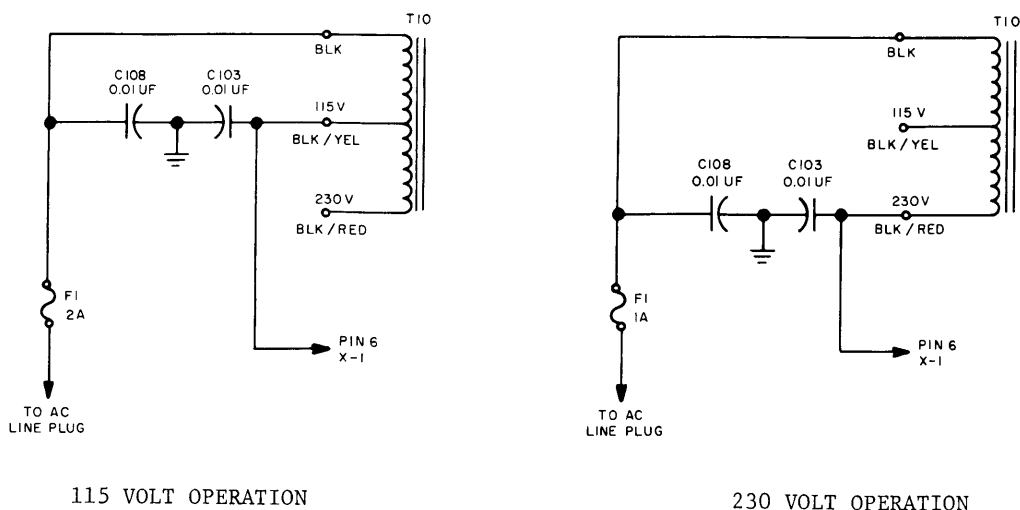 T10
BLK
C108
0.01 UF
C103
0.01 UF
115 V
BLK/YEL
230 V
BLK/RED
F1
2A
PIN 6
X-1
TO AC
LINE PLUG
115 VOLT OPERATION
T10
BLK
115 V
BLK/YEL
C108
0.01 UF
C103
0.01 UF
230V
BLK/RED
F1
1A
PIN 6
X-1
TO AC
LINE PLUG
230 VOLT OPERATION